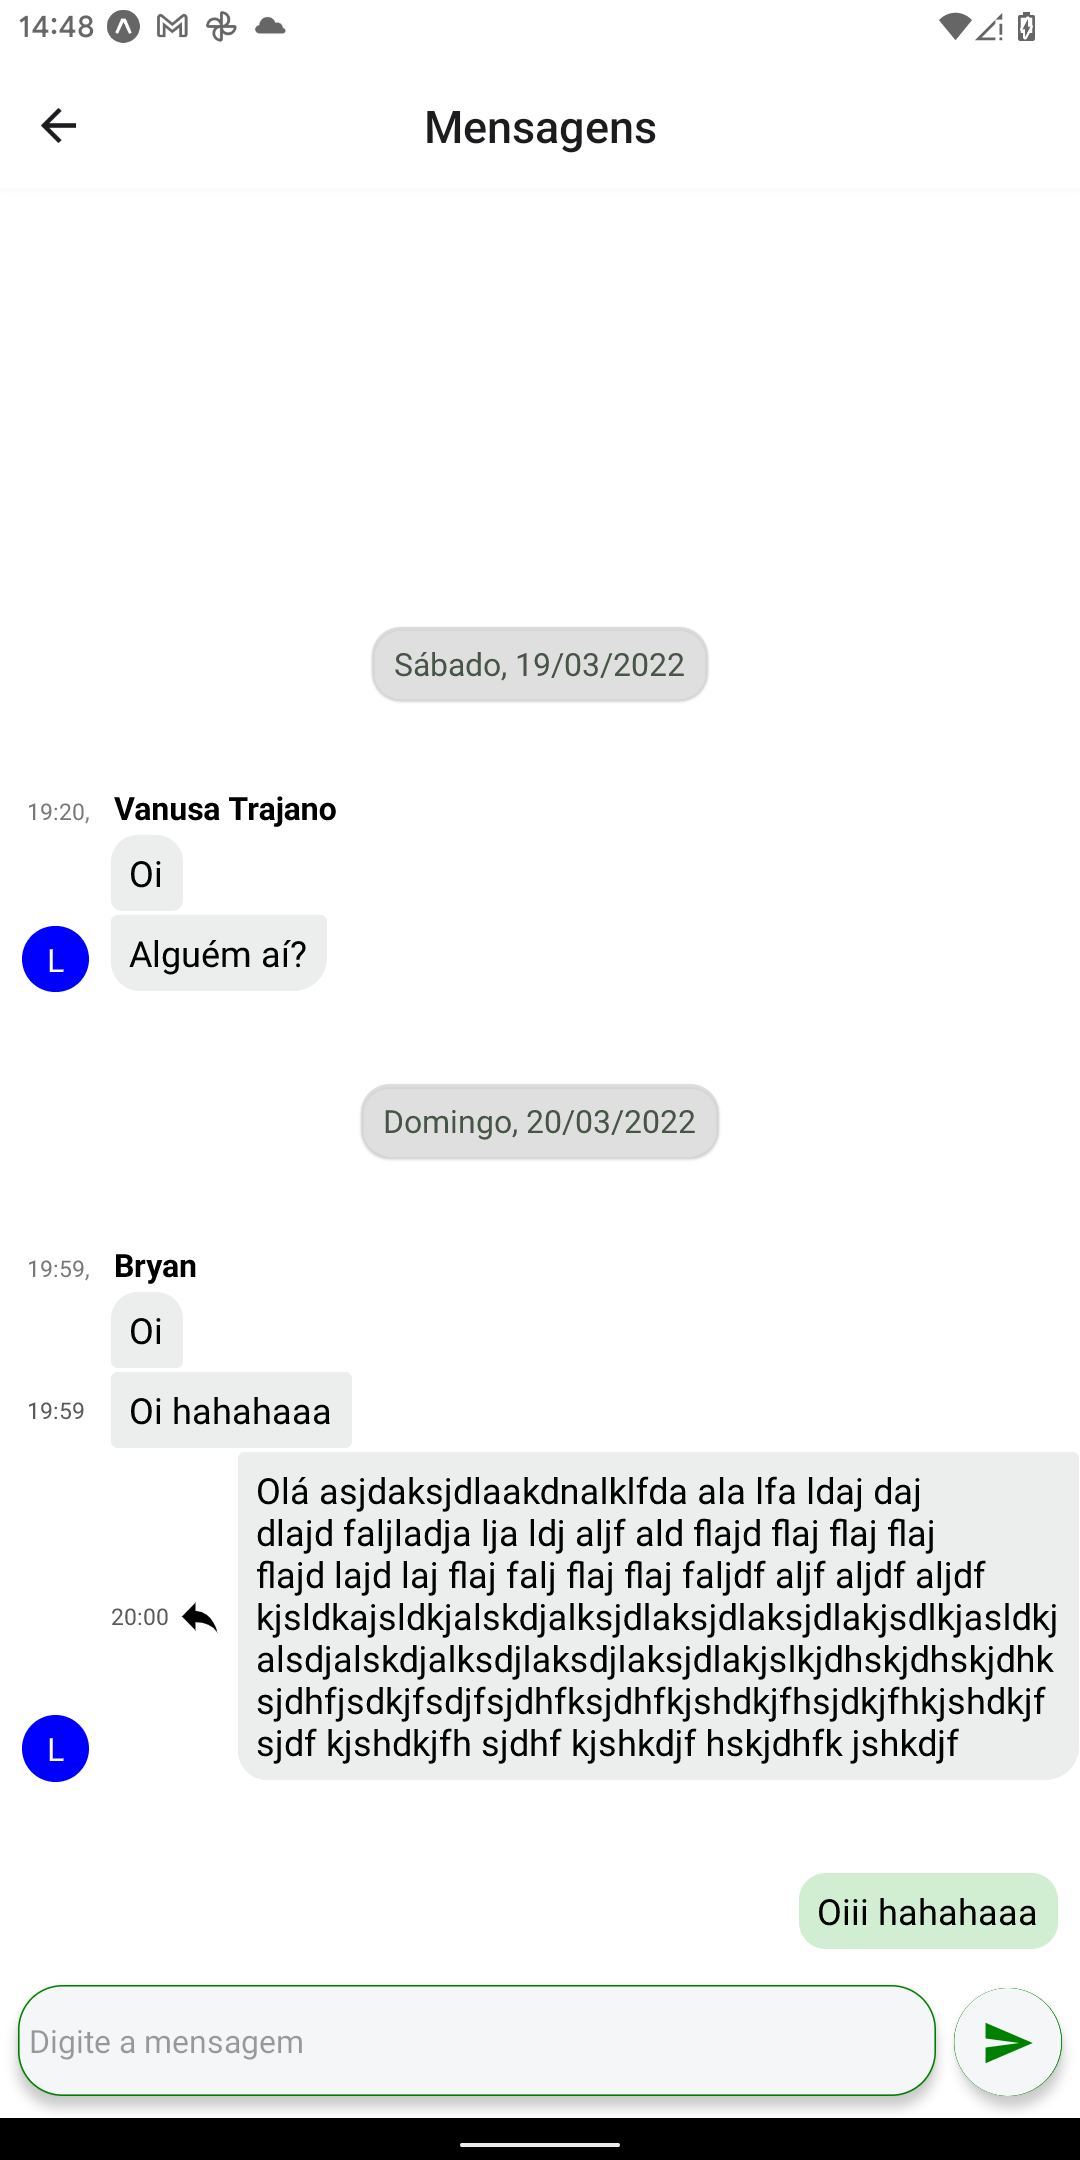 14:48
Mensagens
Sábado, 19/03/2022
19:20, Vanusa Trajano
Oi
Alguém aí?
L
Domingo, 20/03/2022
19:59, Bryan
Oi
19:59 Oi hahahaaa
Olá asjdaksjdlaakdnalklfda ala lfa ldaj daj
dlajd faljladja lja ldj aljf ald flajd flaj flaj flaj
flajd lajd laj flaj falj flaj flaj faljdf aljf aljdf aljdf
20:00 kjsldkajsldkjalskdjalksjdlaksjdlaksjdlakjsdlkjasldkj
alsdjalskdjalksdjlaksdjlaksjdlakjslkjdhskjdhskjdhk
sjdhfjsdkjfsdjfsjdhfksjdhfkjshdkjfhsjdkjfhkjshdkjf
sjdf kjshdkjfh sjdhf kjshkdjf hskjdhfk jshkdjf
L
Oiii hahahaaa
Digite a mensagem